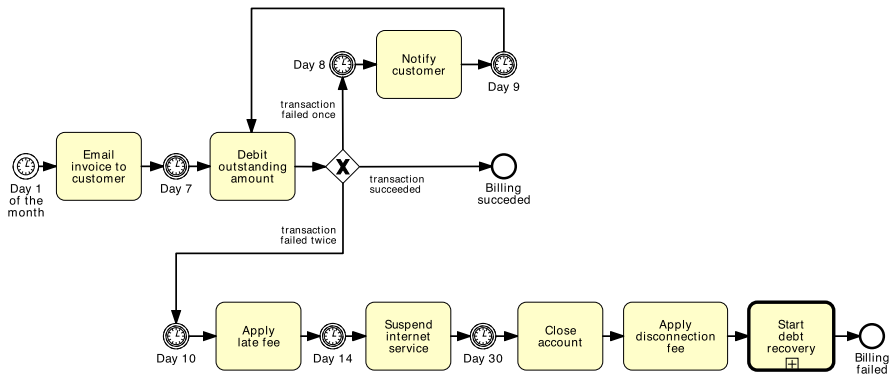 Day 8
Notify
customer
Day 9
transaction
failed once
Email
invoice to
customer
Debit
outstanding
amount
X
Day 1
of the
month
Day 7
transaction
succeeded
Billing
succeded
transaction
failed twice
Apply
late fee
Suspend
internet
service
Close
account
Apply
disconnection
fee
Start
debt
recovery
Day 10
Day 14
Day 30
Billing
failed